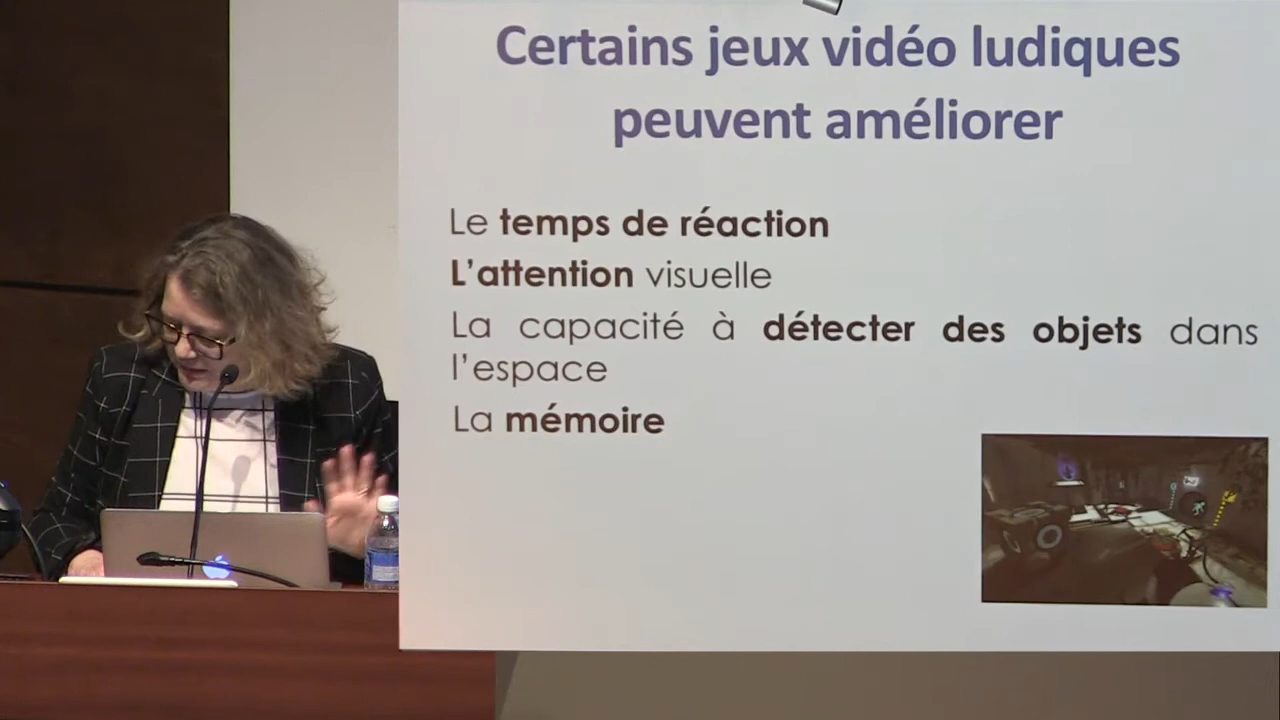 Certains jeux vidéo ludiques
peuvent améliorer
Le temps de réaction
L'attention visuelle
La capacité à détecter des objets dans
l'espace
La mémoire